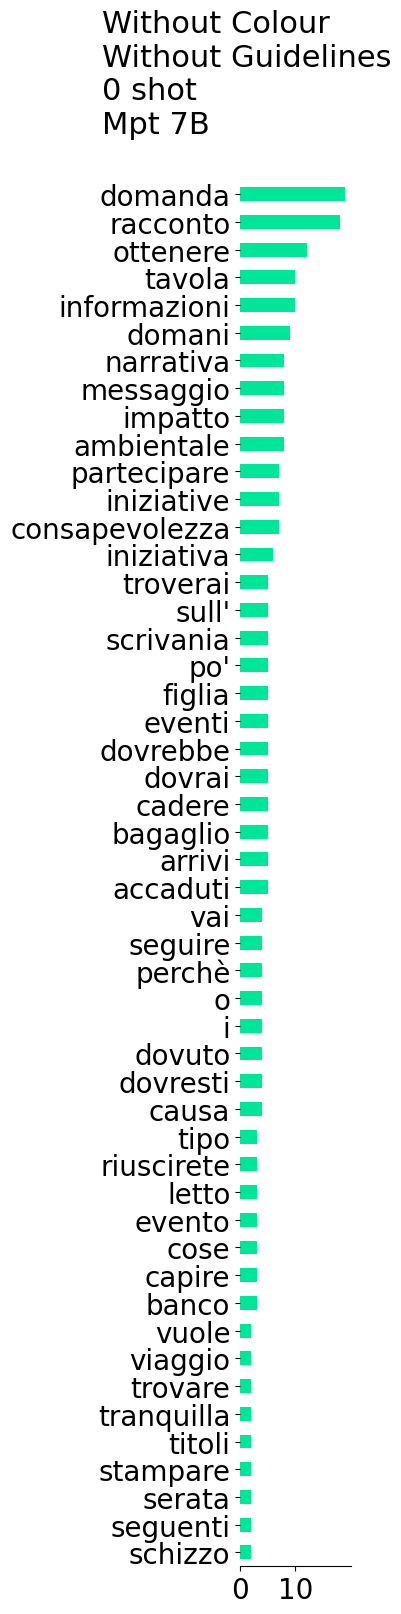 Without Colour
Without Guidelines
0 shot
Mpt 7B
domanda
racconto
ottenere
tavola
informazioni
domani
narrativa
messaggio
impatto
ambientale
partecipare
iniziative
consapevolezza
iniziativa
troverai
sull'
scrivania
po'
figlia
eventi
dovrebbe
dovrai
cadere
bagaglio
arrivi
accaduti
vai
seguire
perchè
o
i
dovuto
dovresti
causa
tipo
riuscirete
letto
evento
cose
capire
banco
vuole
viaggio
trovare
tranquilla
titoli
stampare
serata
seguenti
schizzo
0 10